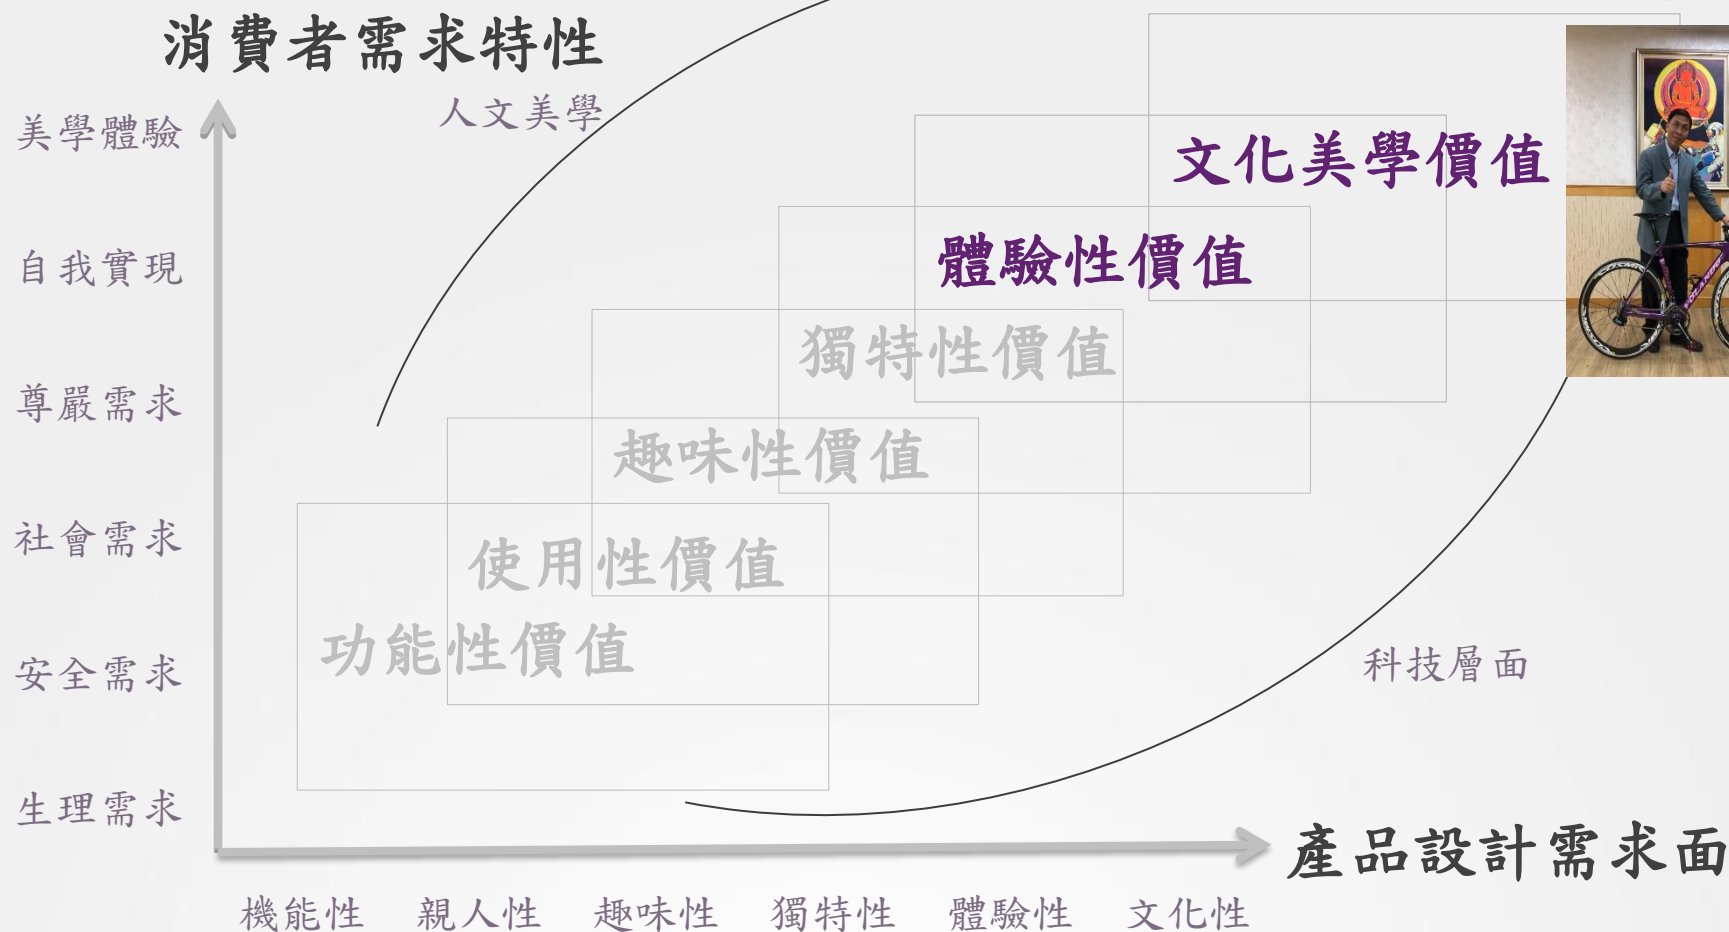 消費者需求特性
人文美學
美學體驗
自我實現
尊嚴需求
社會需求
安全需求
生理需求
文化美學價值
體驗性價值
獨特性價值
趣味性價值
使用性價值
功能性價值
科技層面
產品設計需求面
機能性 親人性 趣味性 獨特性 體驗性 文化性